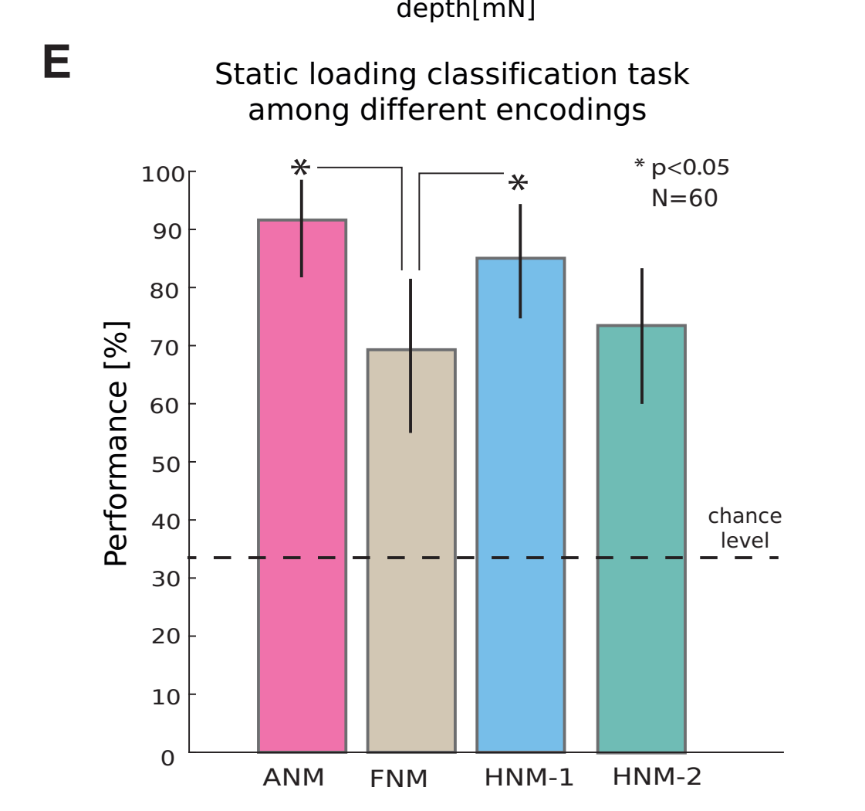 depth[mN]
E
Static loading classification task
among different encodings
* p<0.05
N=60
*
*
100
90
80
70
60
50
40
30
20
10
0
Performance [%]
chance
level
ANM
FNM
HNM-1
HNM-2